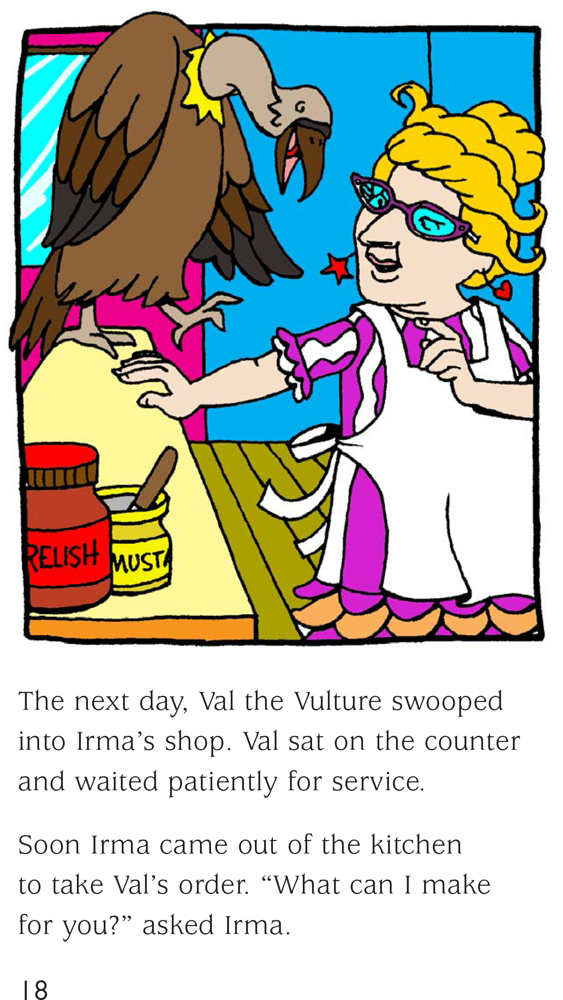 RELISH
MUSTA
The next day, Val the Vulture swooped
into Irma’s shop. Val sat on the counter
and waited patiently for service.
Soon Irma came out of the kitchen
to take Val’s order. “What can I make
for you?” asked Irma.
18